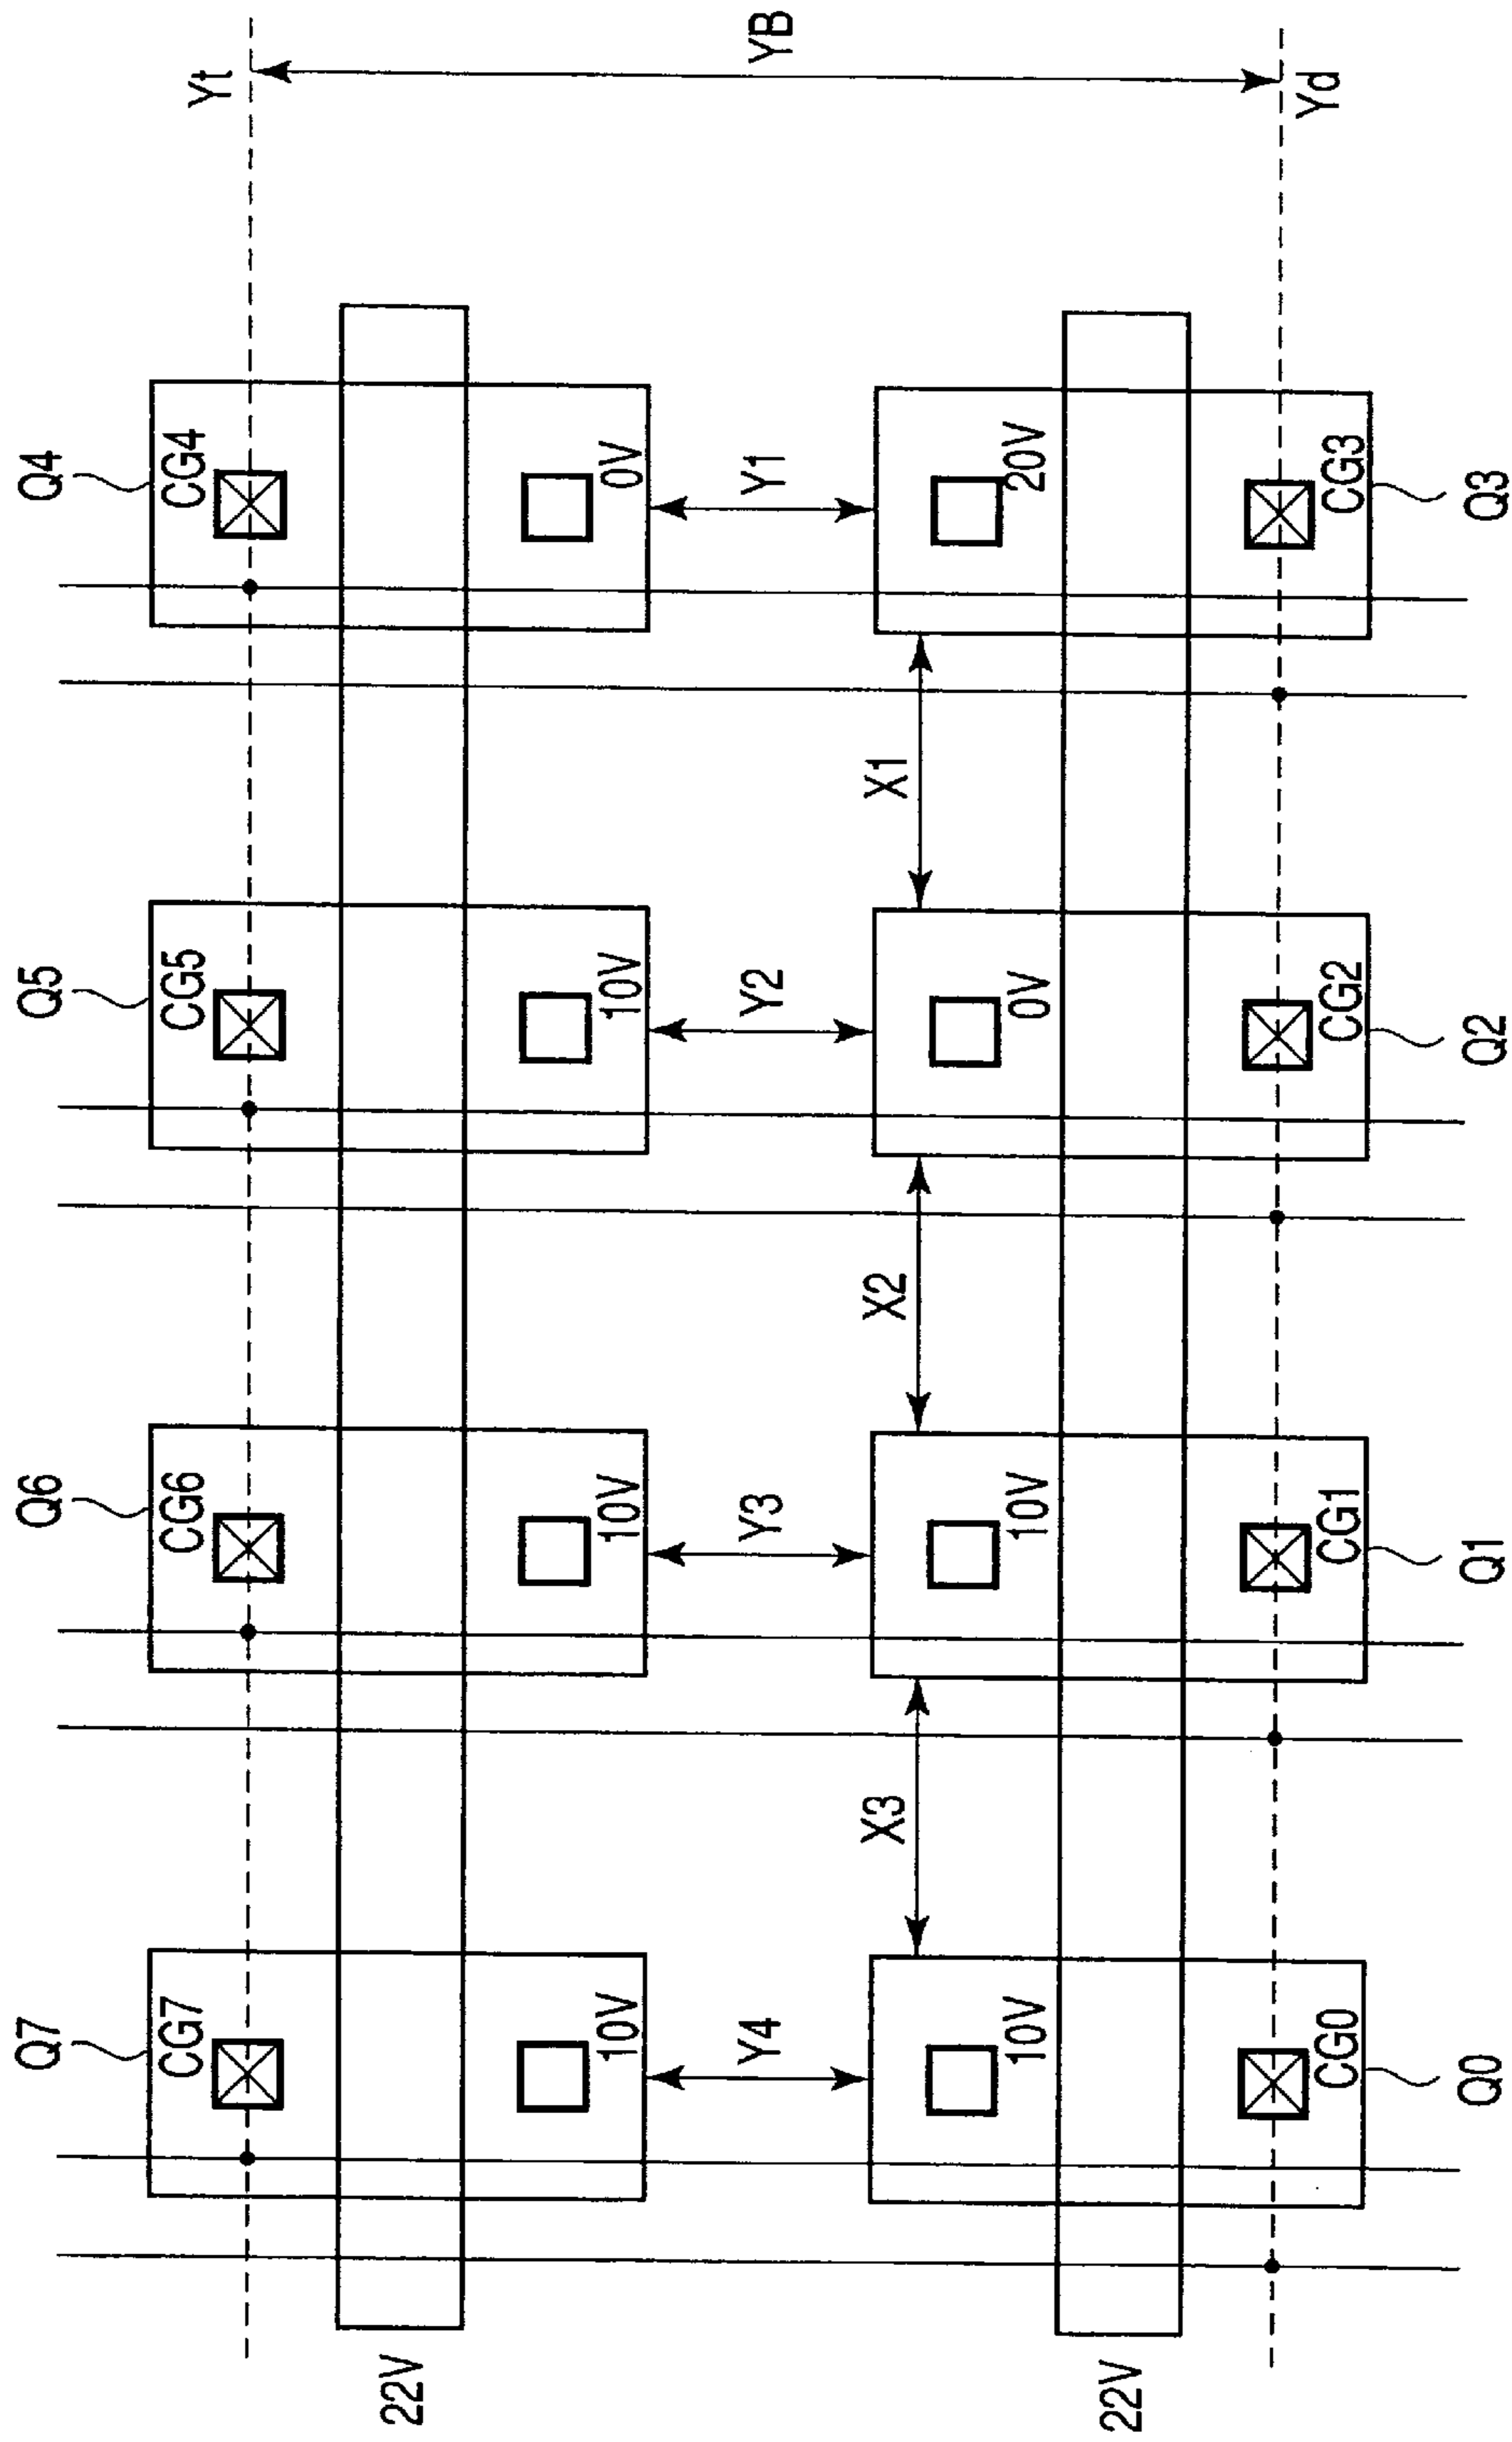 Q7 Q6 Q5 Q4
CG7 CG6 CG5 CG4 Yt
22V
10V 10V 10V 0V
Y4 Y3 Y2 Y1 YB
X3 X2 X1
10V 10V 0V 20V
22V
CG0 CG1 CG2 CG3 Yd
Q0 Q1 Q2 Q3